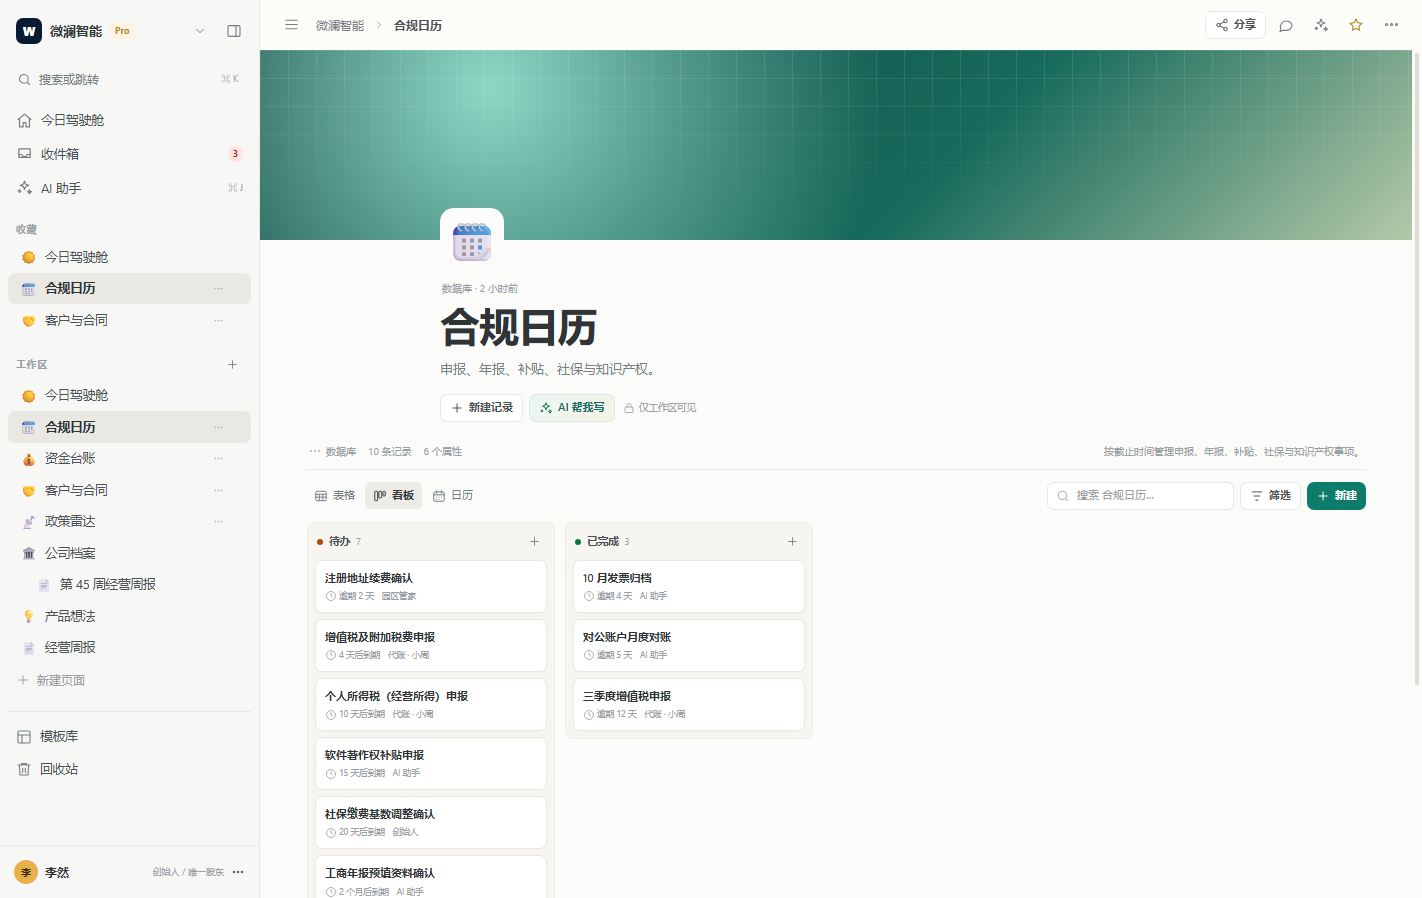 W 微澜智能 Pro
搜索或跳转 ⌘K
今日驾驶舱
收件箱 3
AI 助手 ⌘J
收藏
今日驾驶舱
合规日历 ···
客户与合同 ···
工作区 +
今日驾驶舱
合规日历 ···
资金台账 ···
客户与合同 ···
政策雷达 ···
公司档案
第 45 周经营周报
产品想法
经营周报
+ 新建页面
模板库
回收站
李 李然 创始人 / 唯一股东 ···
微澜智能 > 合规日历
分享 ···
数据库 · 2 小时前
合规日历
申报、年报、补贴、社保与知识产权。
+ 新建记录 AI 帮我写 仅工作区可见
··· 数据库 10 条记录 6 个属性 按截止时间管理申报、年报、补贴、社保与知识产权事项。
表格 看板 日历 搜索 合规日历... 筛选 + 新建
待办 7 +
注册地址续费确认
逾期 2 天 园区管家
增值税及附加税费申报
4 天后到期 代账 · 小周
个人所得税（经营所得）申报
10 天后到期 代账 · 小周
软件著作权补贴申报
15 天后到期 AI 助手
社保缴费基数调整确认
20 天后到期 创始人
工商年报预填资料确认
2 个月后到期 AI 助手
已完成 3 +
10 月发票归档
逾期 4 天 AI 助手
对公账户月度对账
逾期 5 天 AI 助手
三季度增值税申报
逾期 12 天 代账 · 小周